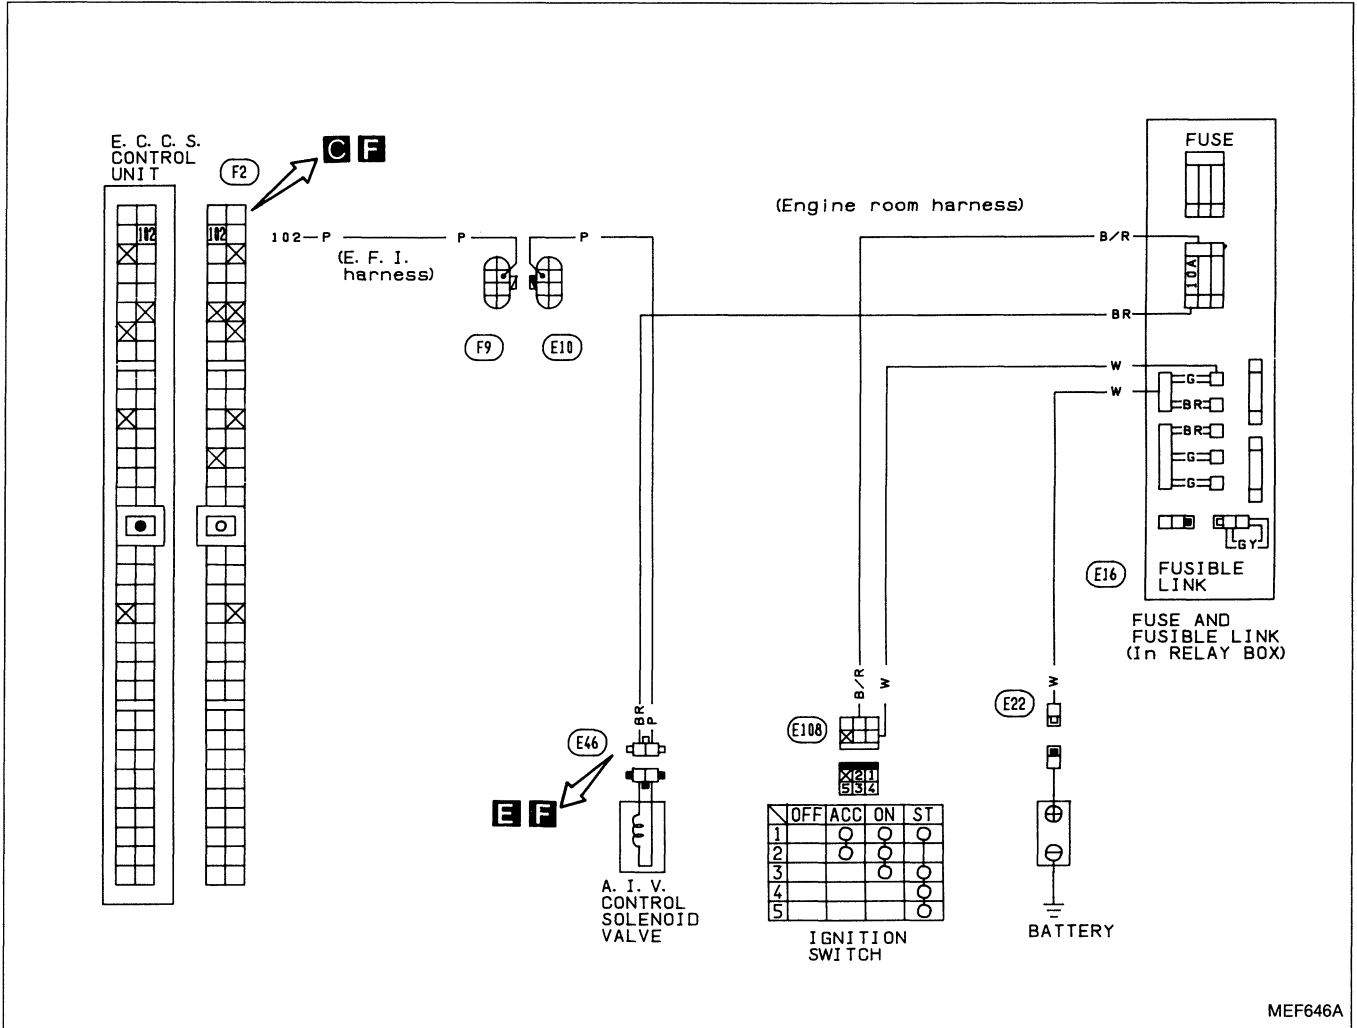 E. C. C. S.
CONTROL
UNIT
F2
C F
102
102
102 P P P
(E. F. I.
harness)
F9
E10
(Engine room harness)
FUSE
B/R
10A
BR
W
G
W
BR
BR
G
G
GY
E16
FUSIBLE
LINK
FUSE AND
FUSIBLE LINK
(In RELAY BOX)
BR
P
B/R
W
W
E46
E108
E22
E F
2 1
5 3 4
OFF ACC ON ST
1
2
3
4
5
A. I. V.
CONTROL
SOLENOID
VALVE
IGNITION
SWITCH
BATTERY
MEF646A